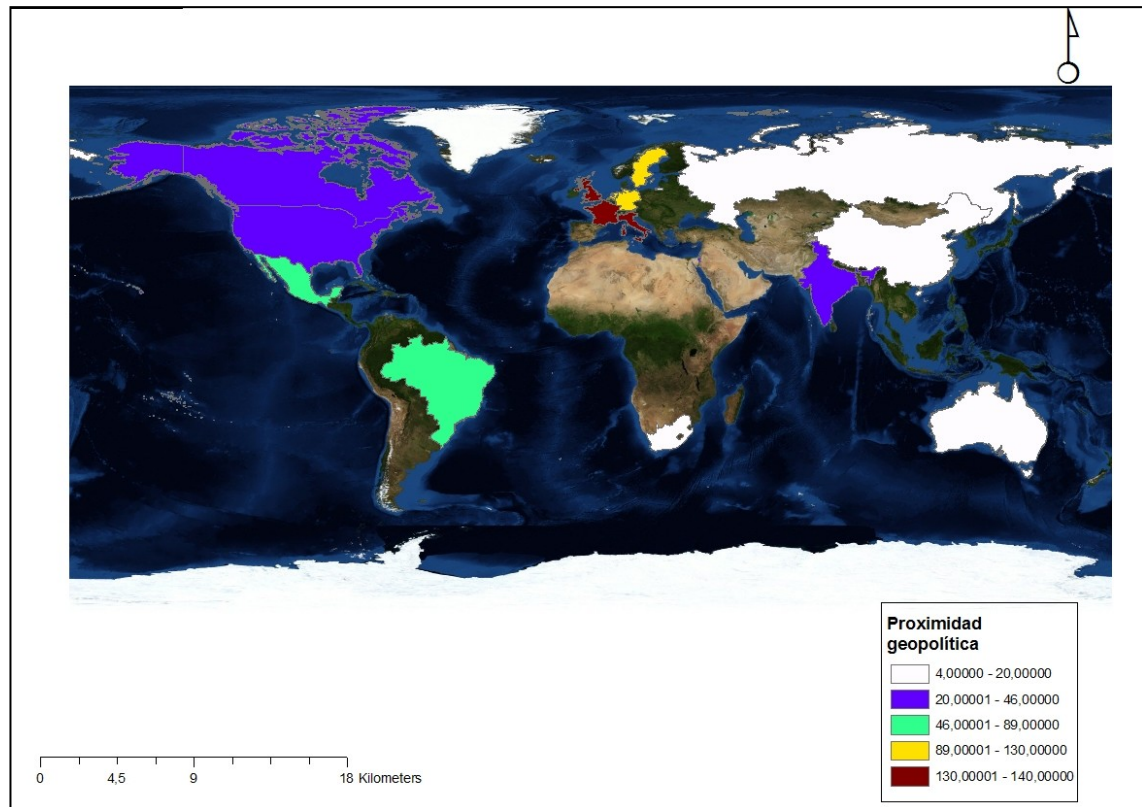 Proximidad
geopolítica
4,00000 - 20,00000
20,00001 - 46,00000
46,00001 - 89,00000
89,00001 - 130,00000
130,00001 - 140,00000
0 4,5 9 18 Kilometers